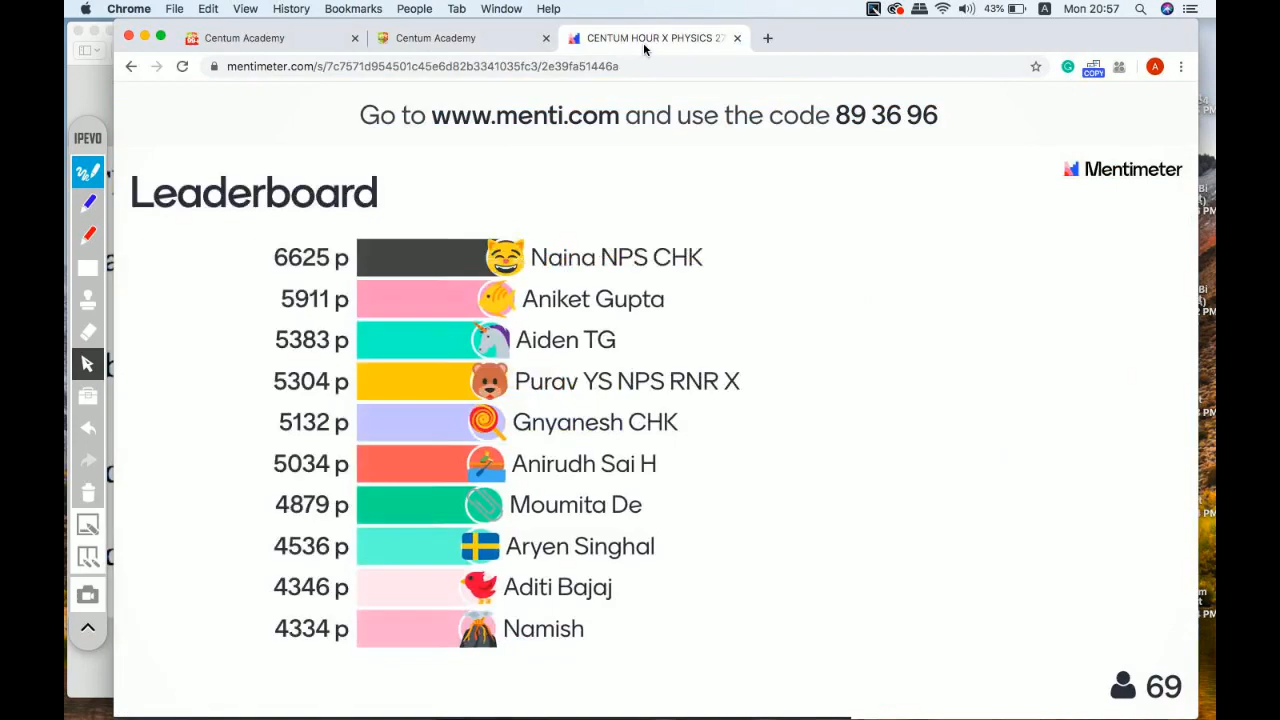 Chrome File Edit View History Bookmarks People Tab Window Help 43% A Mon 20:57
Centum Academy Centum Academy CENTUM HOUR X PHYSICS 27
mentimeter.com/s/7c7571d954501c45e6d82b3341035fc3/2e39fa51446a COPY A
Go to www.menti.com and use the code 89 36 96
IPEVO
Mentimeter
Leaderboard
6625 p Naina NPS CHK
5911 p Aniket Gupta
5383 p Aiden TG
5304 p Purav YS NPS RNR X
5132 p Gnyanesh CHK
5034 p Anirudh Sai H
4879 p Moumita De
4536 p Aryen Singhal
4346 p Aditi Bajaj
4334 p Namish
69